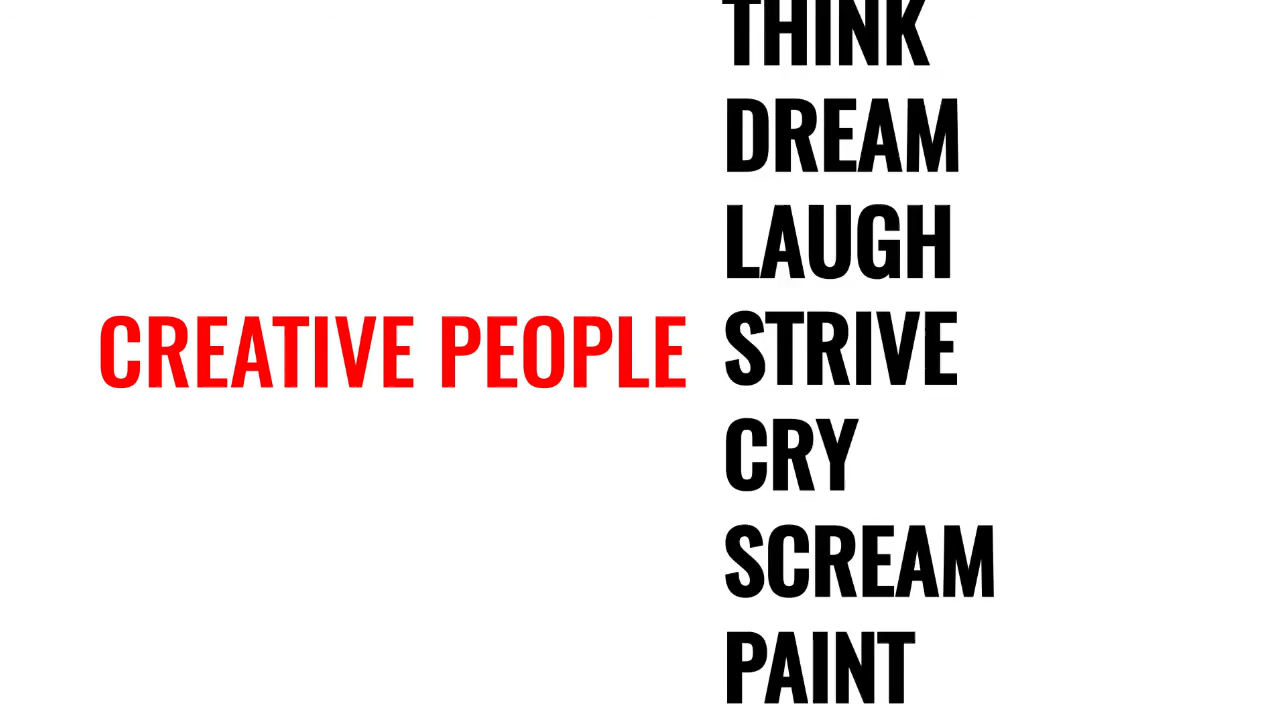 THINK
DREAM
LAUGH
CREATIVE PEOPLE STRIVE
CRY
SCREAM
PAINT